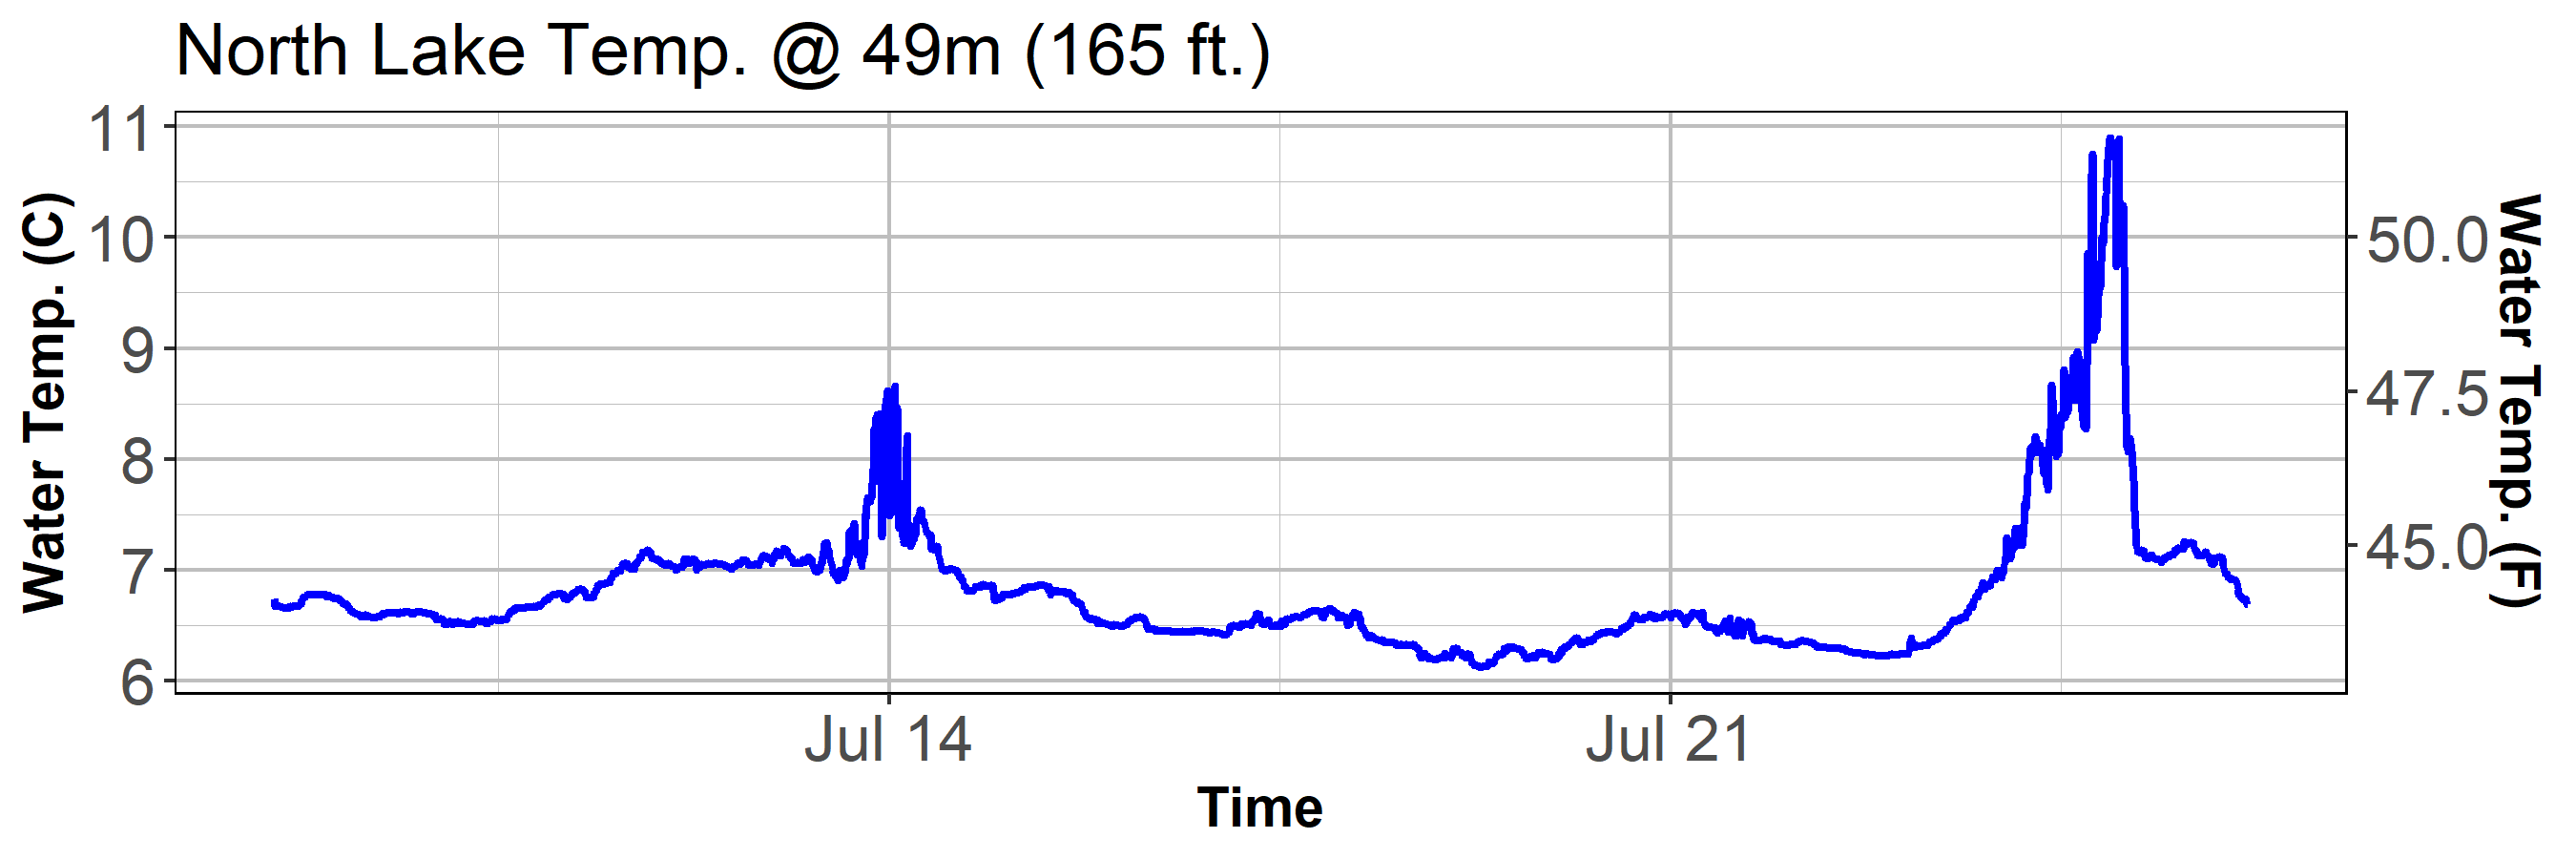 North Lake Temp. @ 49m (165 ft.)
Water Temp. (C)
11
10
9
8
7
6
50.0
47.5
45.0
Water Temp. (F)
Jul 14
Jul 21
Time